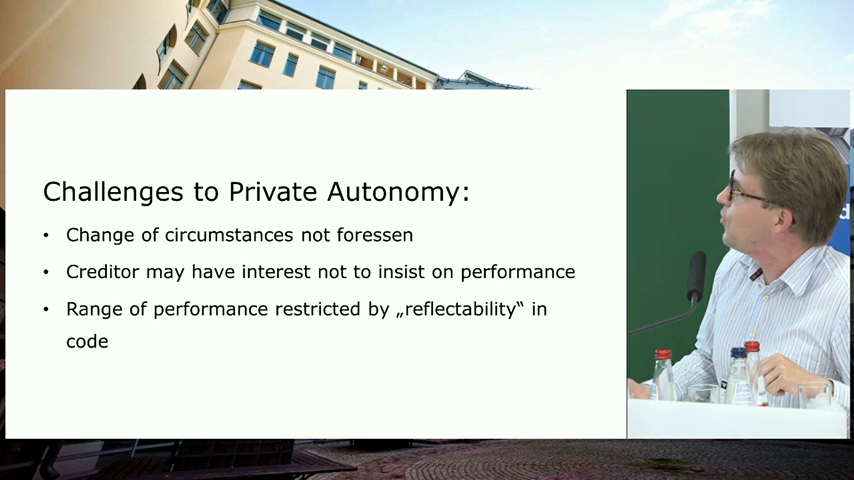 Challenges to Private Autonomy:
• Change of circumstances not foressen
• Creditor may have interest not to insist on performance
• Range of performance restricted by „reflectability“ in
code